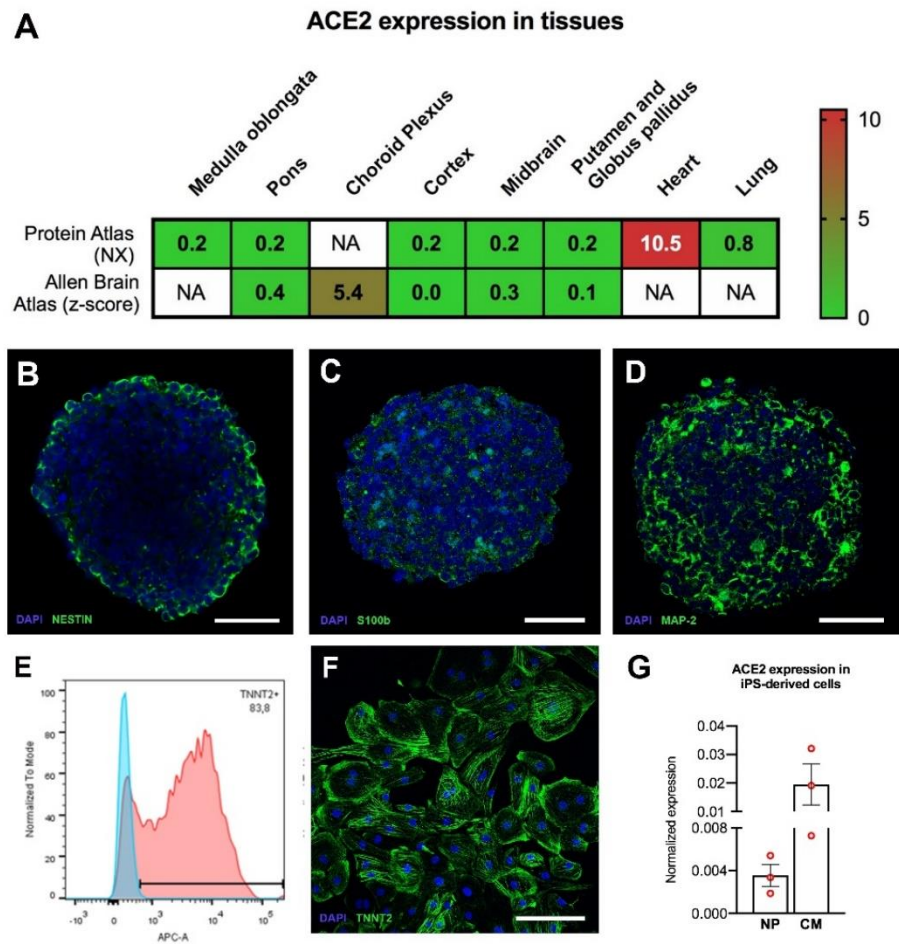 A
ACE2 expression in tissues
Medulla oblongata
Pons
Choroid Plexus
Cortex
Midbrain
Putamen and
Globus pallidus
Heart
Lung
Protein Atlas
(NX)
0.2 0.2 NA 0.2 0.2 0.2 10.5 0.8
Allen Brain
Atlas (z-score)
NA 0.4 5.4 0.0 0.3 0.1 NA NA
10
5
0
B
DAPI NESTIN
C
DAPI S100b
D
DAPI MAP-2
E
TNNT2+
83,8
Normalized To Mode
100
80
60
40
20
0
-10³ 0 10³ 10⁴ 10⁵
APC-A
F
DAPI TNNT2
G
ACE2 expression in
iPS-derived cells
Normalized expression
0.04
0.03
0.02
0.01
0.008
0.004
0.000
NP CM